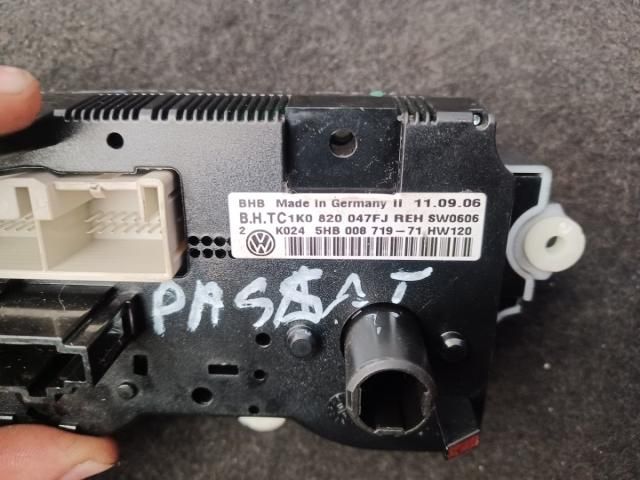 BHB Made in Germany II 11.09.06
B.H.TC1K0 820 047FJ REH SW0606
2 K024 5HB 008 719-71 HW120
PASSAT